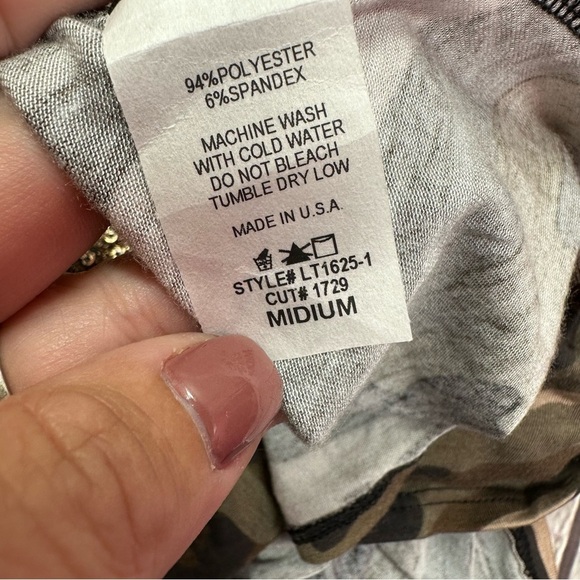 94%POLYESTER
6%SPANDEX
MACHINE WASH
WITH COLD WATER
DO NOT BLEACH
TUMBLE DRY LOW
MADE IN U.S.A.
STYLE# LT1625-1
CUT# 1729
MIDIUM